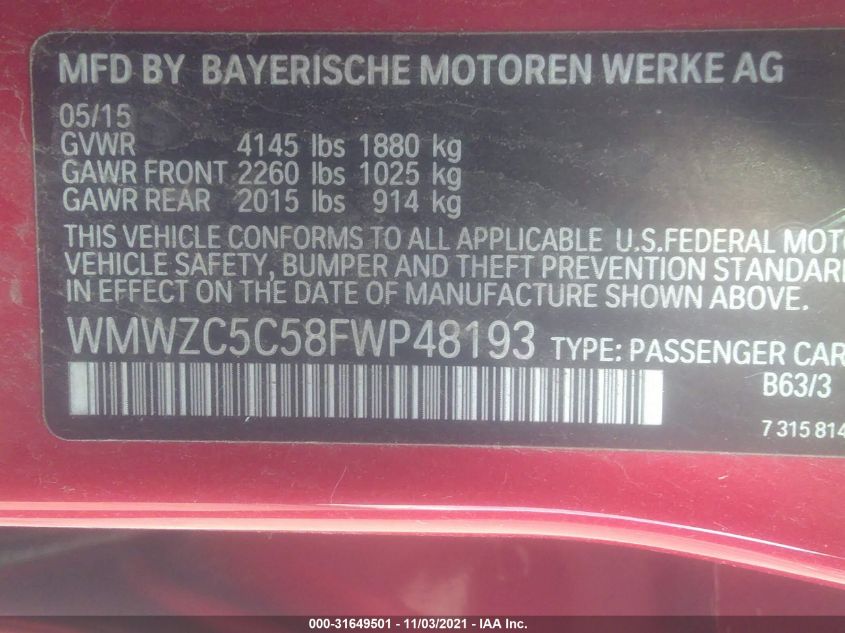 MFD BY BAYERISCHE MOTOREN WERKE AG
05/15
GVWR 4145 lbs 1880 kg
GAWR FRONT 2260 lbs 1025 kg
GAWR REAR 2015 lbs 914 kg
THIS VEHICLE CONFORMS TO ALL APPLICABLE U.S.FEDERAL MOTO
VEHICLE SAFETY, BUMPER AND THEFT PREVENTION STANDAR
IN EFFECT ON THE DATE OF MANUFACTURE SHOWN ABOVE.
WMWZC5C58FWP48193 TYPE: PASSENGER CAR
B63/3
7 315 814
000-31649501 - 11/03/2021 - IAA Inc.